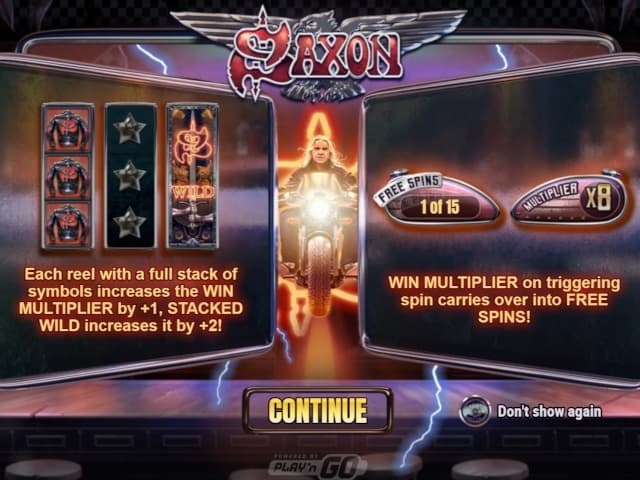 SAXON
WILD
Each reel with a full stack of
symbols increases the WIN
MULTIPLIER by +1, STACKED
WILD increases it by +2!
FREE SPINS
1 of 15
MULTIPLIER
X8
WIN MULTIPLIER on triggering
spin carries over into FREE
SPINS!
CONTINUE
Don't show again
POWERED BY
PLAY'n GO